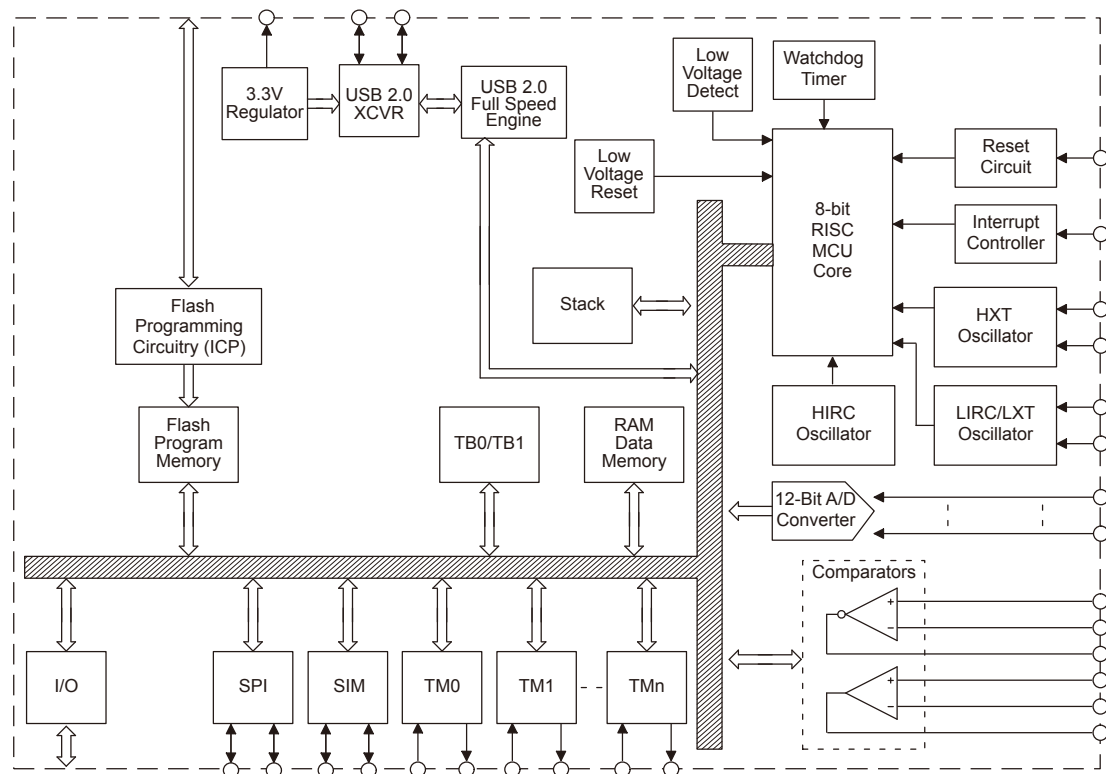 3.3V
Regulator
USB 2.0
XCVR
USB 2.0
Full Speed
Engine
Low
Voltage
Detect
Watchdog
Timer
Low
Voltage
Reset
8-bit
RISC
MCU
Core
Reset
Circuit
Interrupt
Controller
Stack
Flash
Programming
Circuitry (ICP)
HXT
Oscillator
Flash
Program
Memory
TB0/TB1
RAM
Data
Memory
HIRC
Oscillator
LIRC/LXT
Oscillator
12-Bit A/D
Converter
Comparators
+
−
+
−
I/O
SPI
SIM
TM0
TM1
TMn